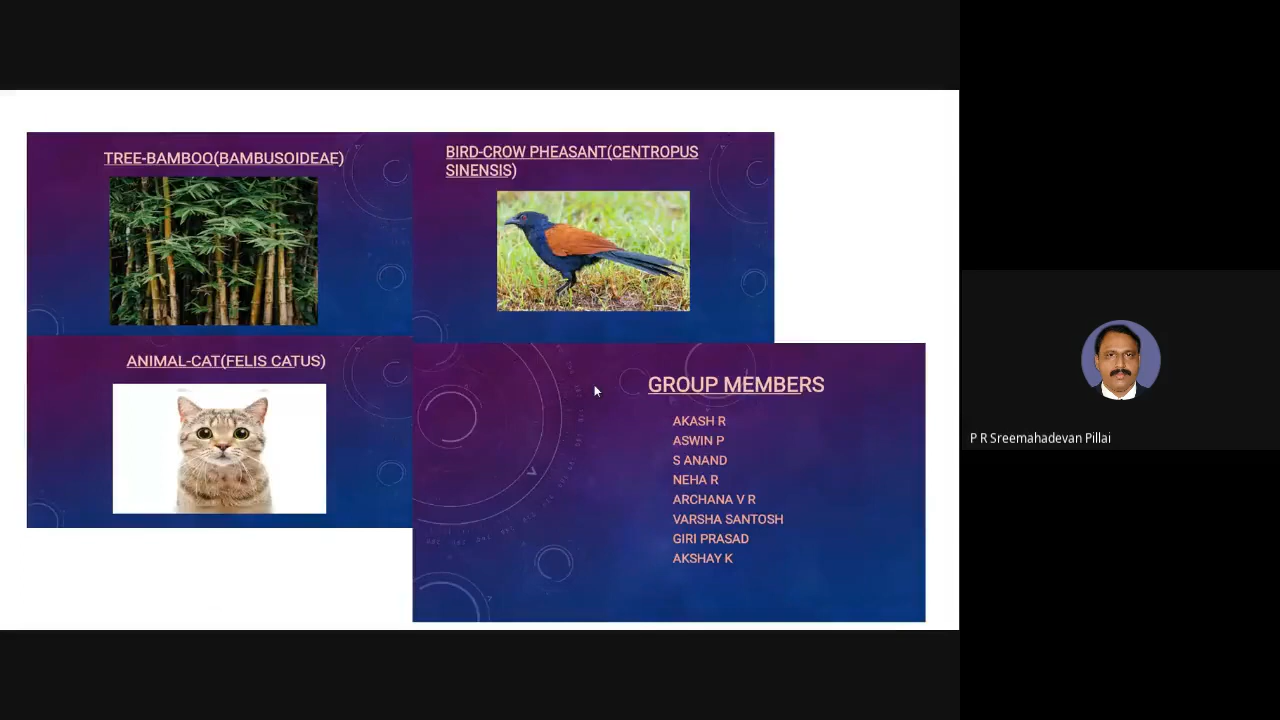 TREE-BAMBOO(BAMBUSOIDEAE)
BIRD-CROW PHEASANT(CENTROPUS
SINENSIS)
ANIMAL-CAT(FELIS CATUS)
GROUP MEMBERS
AKASH R
ASWIN P
S ANAND
NEHA R
ARCHANA V R
VARSHA SANTOSH
GIRI PRASAD
AKSHAY K
P R Sreemahadevan Pillai